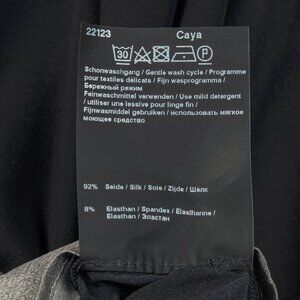 22123 Caya
30 P
Schonwaschgang / Gentle wash cycle / Programme
pour textiles délicats / Fijn wasprogramma /
Бережный режим
Feinwaschmittel verwenden / Use mild detergent
/ utiliser une lessive pour linge fin /
Fijnwasmiddel gebruiken / использовать мягкое
моющее средство
92% Seide / Silk / Soie / Zijde / Шелк
8% Elasthan / Spandex / Élasthanne /
Elasthan / Эластан